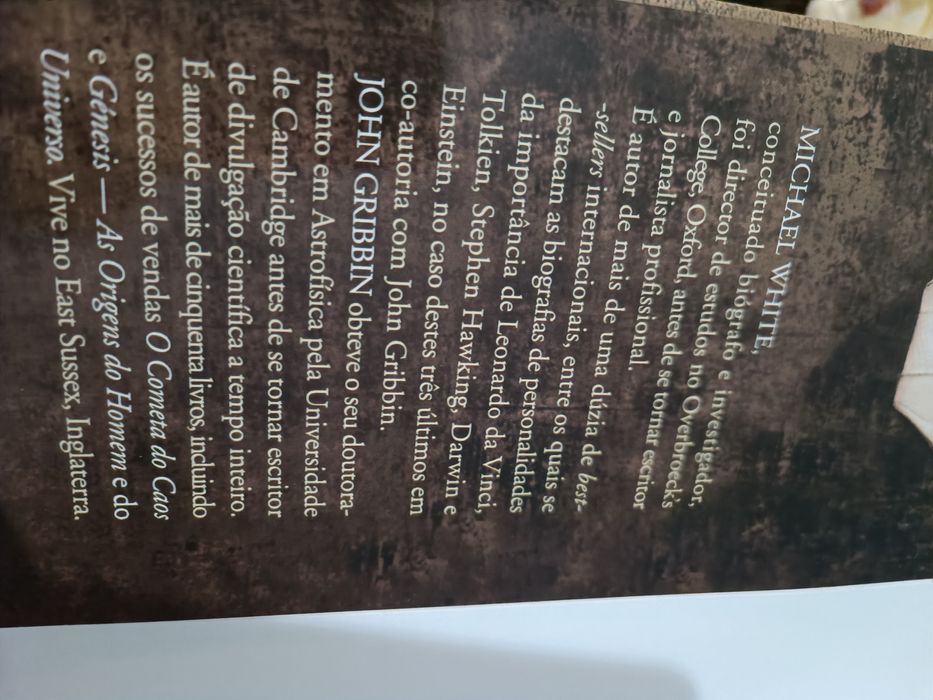 MICHAEL WHITE,
conceituado biógrafo e investigador,
foi director de estudos no Overbroeck's
College, Oxford, antes de se tornar escritor
e jornalista profissional.
É autor de mais de uma dúzia de best-
-sellers internacionais, entre os quais se
destacam as biografias de personalidades
da importância de Leonardo da Vinci,
Tolkien, Stephen Hawking, Darwin e
Einstein, no caso destes três últimos em
co-autoria com John Gribbin.
JOHN GRIBBIN obteve o seu doutora-
mento em Astrofísica pela Universidade
de Cambridge antes de se tornar escritor
de divulgação científica a tempo inteiro.
É autor de mais de cinquenta livros, incluindo
os sucessos de vendas O Cometa do Caos
e Génesis — As Origens do Homem e do
Universo. Vive no East Sussex, Inglaterra.